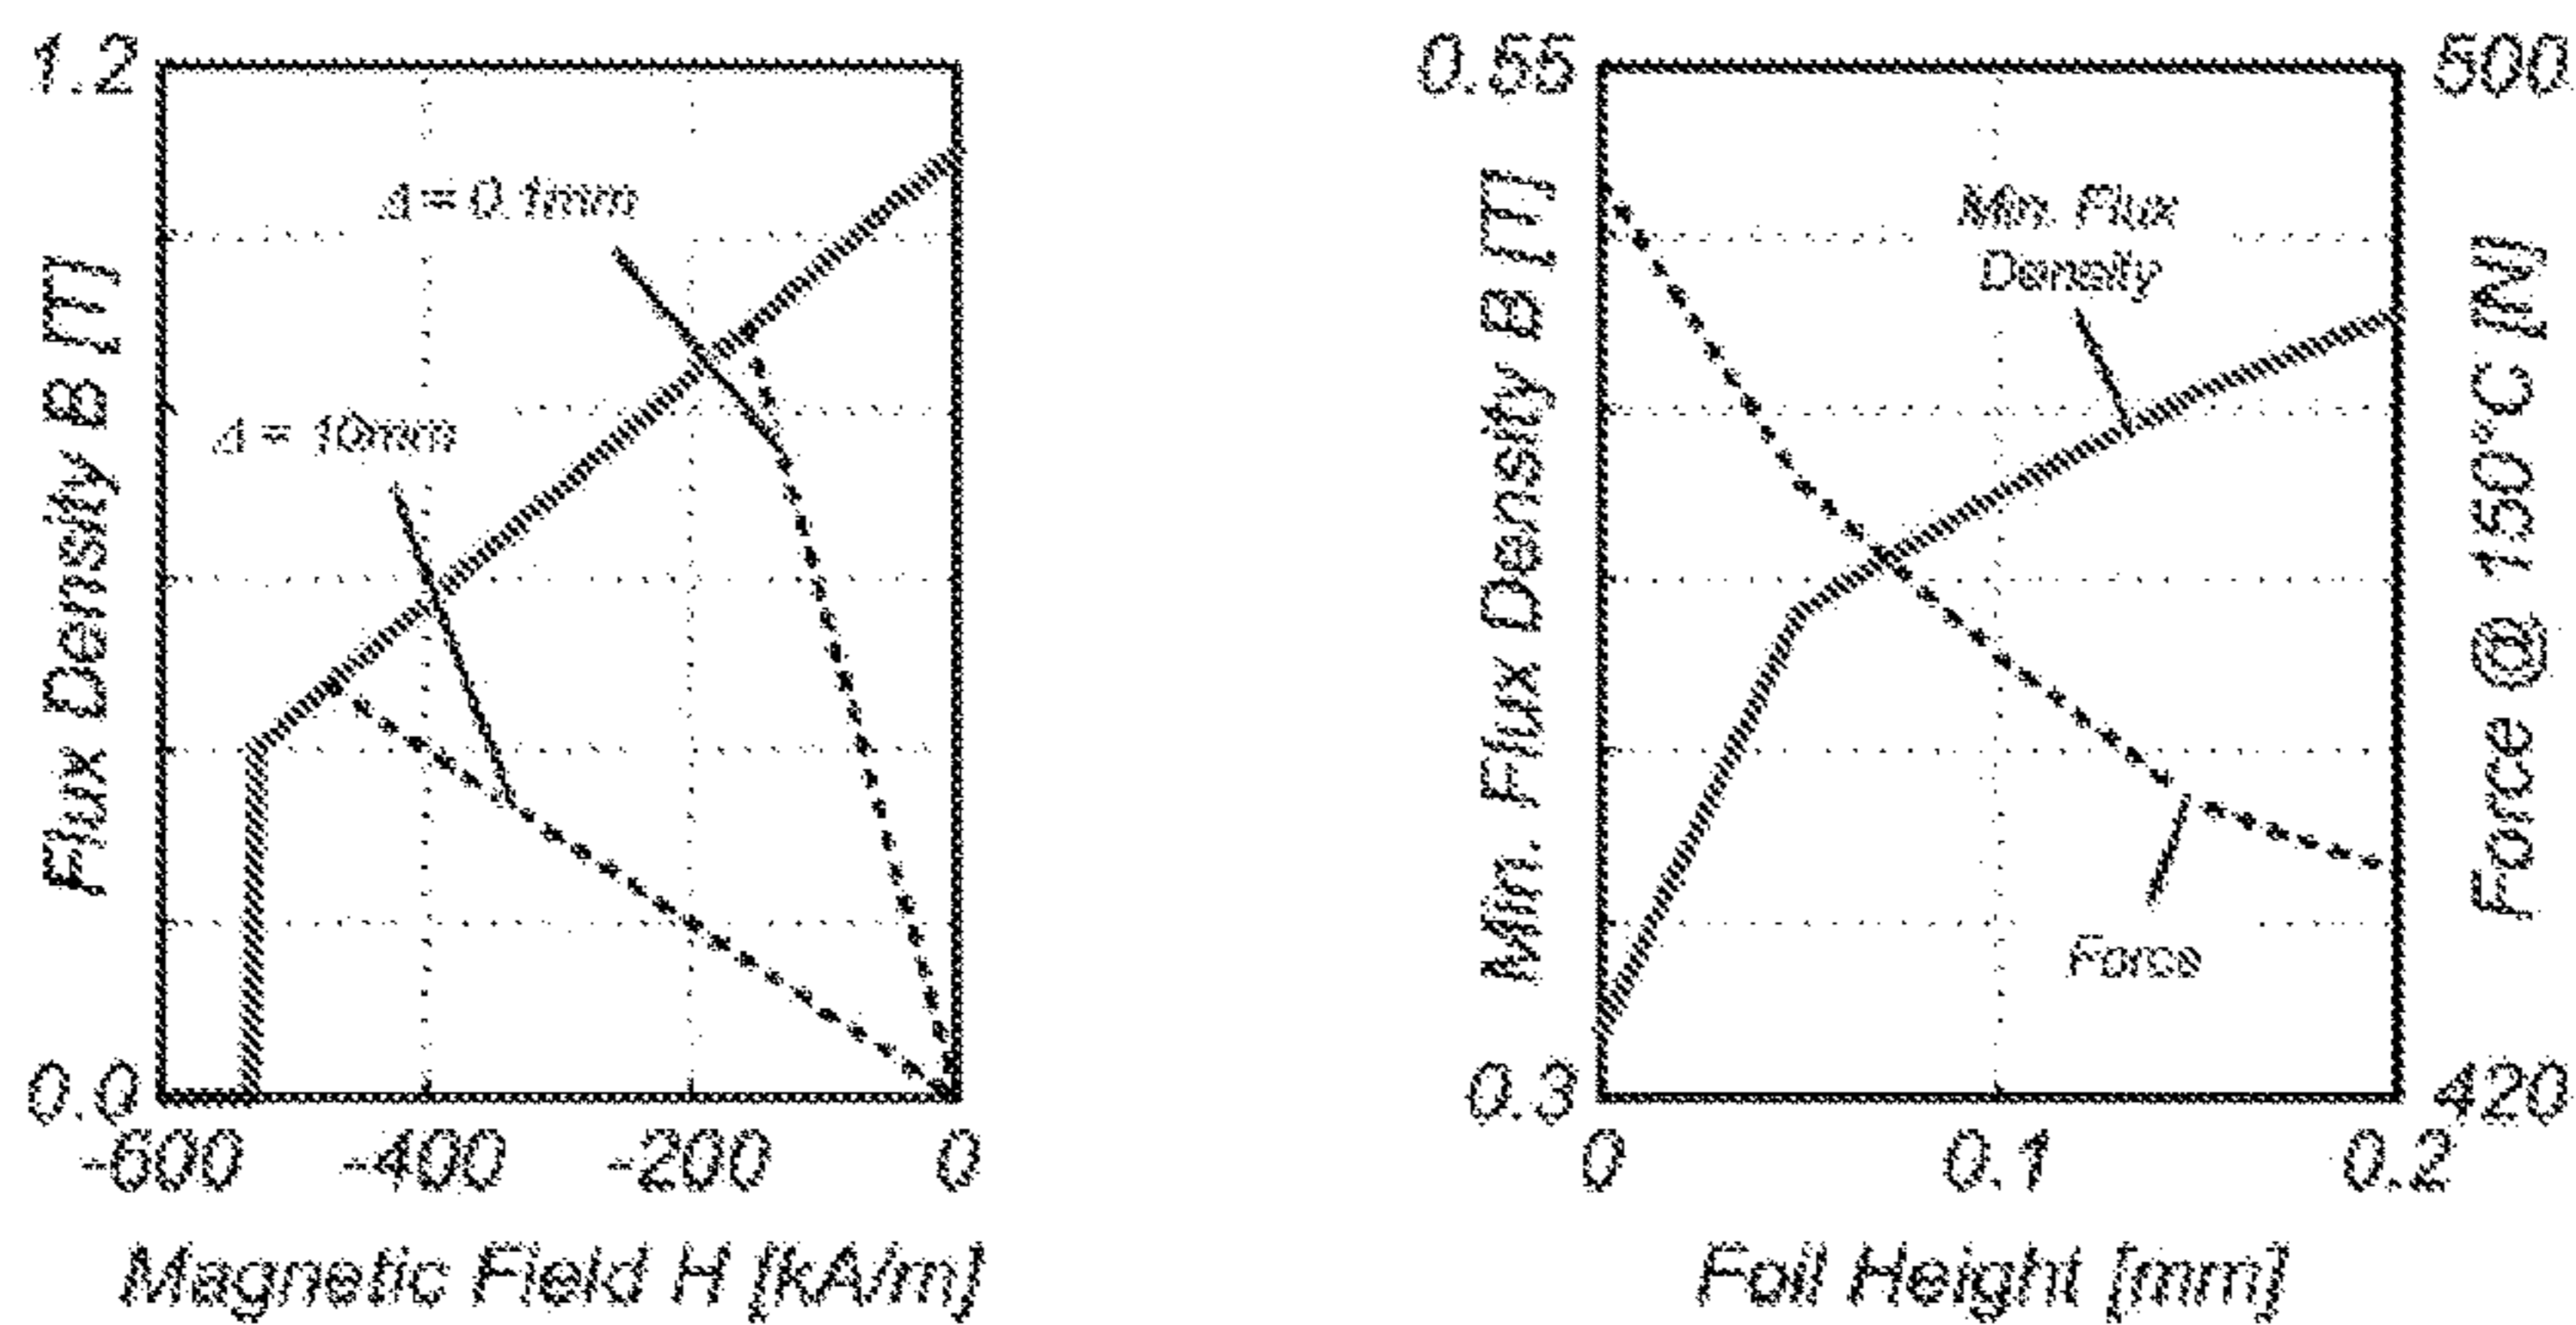 1.2
Δ = 0.1mm
Δ = 10mm
Flux Density B [T]
0.0
-600 -400 -200 0
Magnetic Field H [kA/m]
0.55 500
Min. Flux
Density
Min. Flux Density B [T]
Force @ 150°C [N]
Force
0.3 420
0 0.1 0.2
Foil Height [mm]